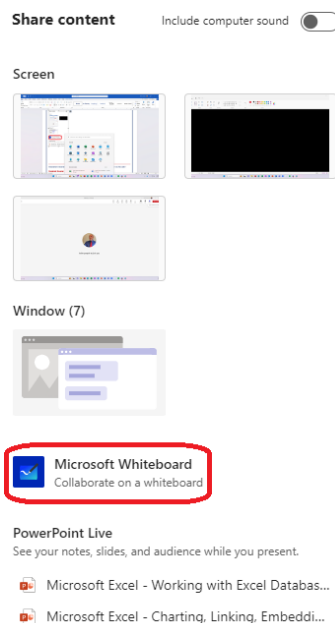 Share content
Include computer sound
Screen
Window (7)
Microsoft Whiteboard
Collaborate on a whiteboard
PowerPoint Live
See your notes, slides, and audience while you present.
Microsoft Excel - Working with Excel Databas...
Microsoft Excel - Charting, Linking, Embeddi...